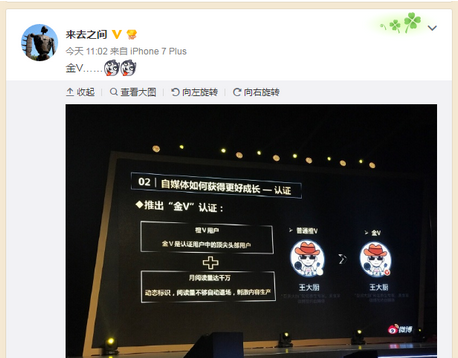 来去之间
今天 11:02 来自 iPhone 7 Plus
金V……
收起 查看大图 向左旋转 向右旋转
02 | 自媒体如何获得更好成长 — 认证
◆推出“金V”认证：
橙V用户
金V是认证用户中的顶尖头部用户
月阅读量达千万
动态标识，阅读量不够自动退场，刺激内容生产
➢ 普通橙V
➢ 金V
王大厨
王大厨
微博